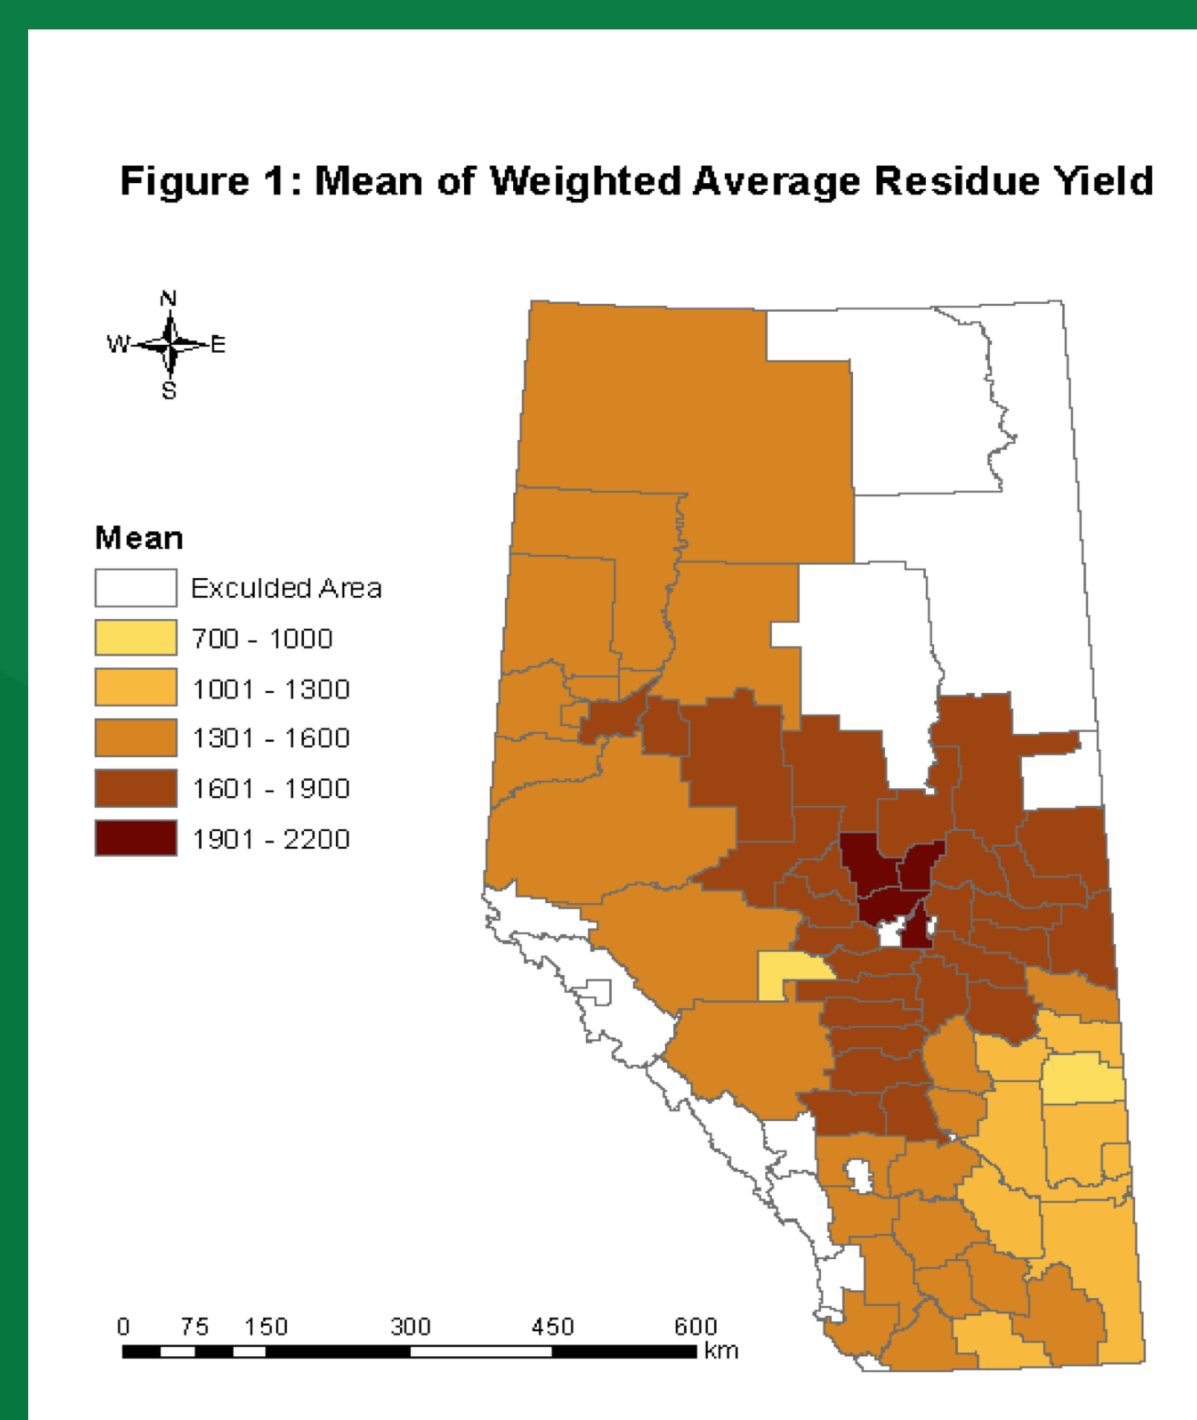 Figure 1: Mean of Weighted Average Residue Yield
N
W E
S
Mean
Exculded Area
700 - 1000
1001 - 1300
1301 - 1600
1601 - 1900
1901 - 2200
0 75 150 300 450 600
km